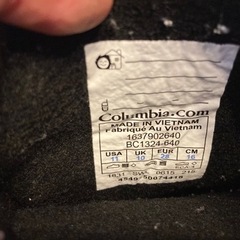 Columbia.Com
MADE IN VIETNAM
Fabriqué Au Vietnam
1637902640
BC1324-640
USA UK EUR CM
11 10 28 16